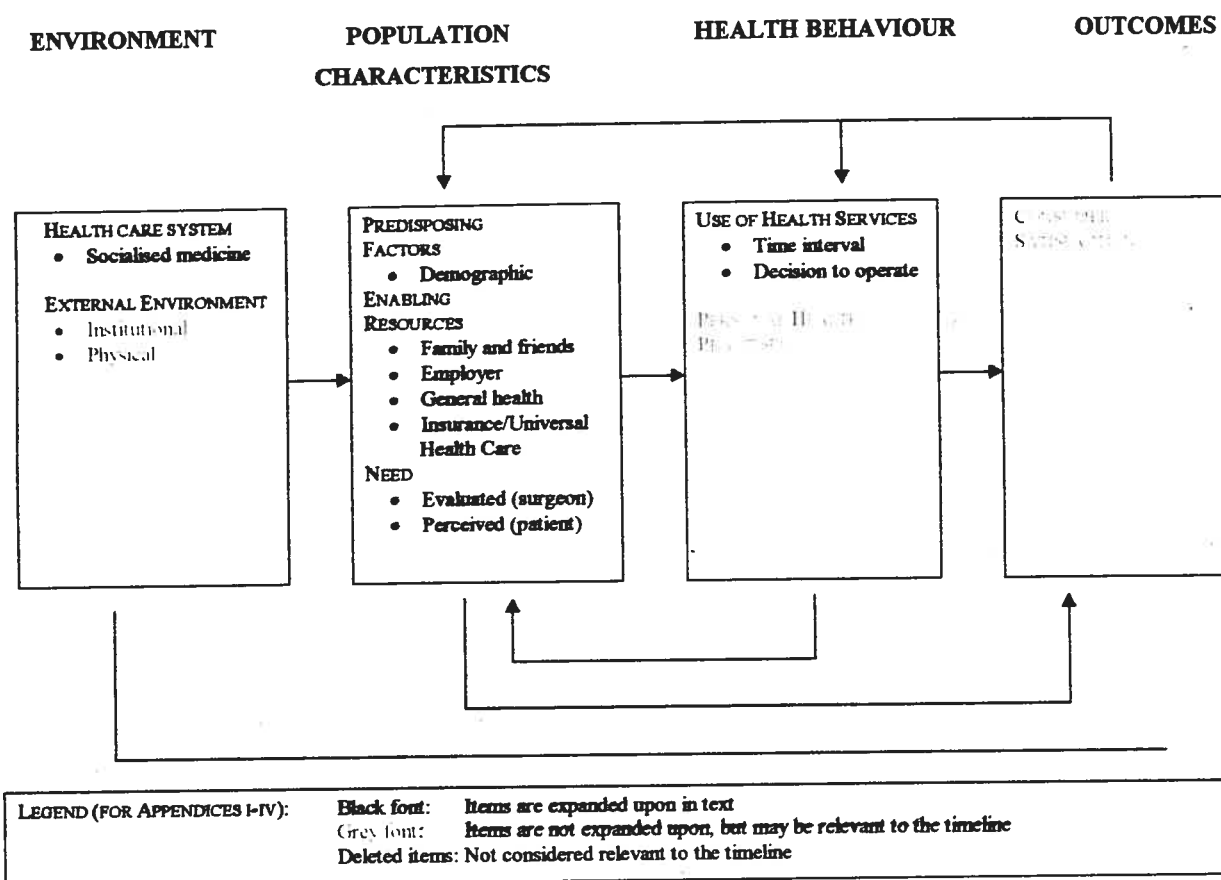 ENVIRONMENT
POPULATION
CHARACTERISTICS
HEALTH BEHAVIOUR
OUTCOMES
HEALTH CARE SYSTEM
• Socialised medicine
EXTERNAL ENVIRONMENT
• Institutional
• Physical
PREDISPOSING
FACTORS
• Demographic
ENABLING
RESOURCES
• Family and friends
• Employer
• General health
• Insurance/Universal
Health Care
NEED
• Evaluated (surgeon)
• Perceived (patient)
USE OF HEALTH SERVICES
• Time interval
• Decision to operate
LEGEND (FOR APPENDICES I-IV):
Black font: Items are expanded upon in text
Grey font: Items are not expanded upon, but may be relevant to the timeline
Deleted items: Not considered relevant to the timeline